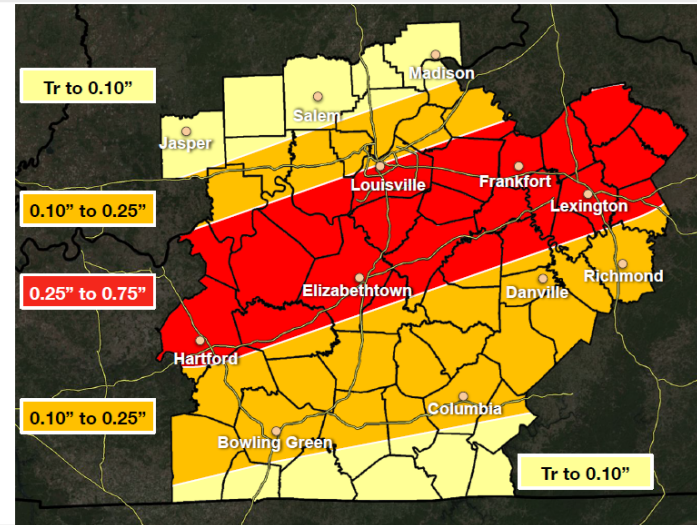 Tr to 0.10”
Madison
Salem
Jasper
Louisville
Frankfort
0.10” to 0.25”
Lexington
Richmond
0.25” to 0.75”
Elizabethtown
Danville
Hartford
0.10” to 0.25”
Columbia
Bowling Green
Tr to 0.10”